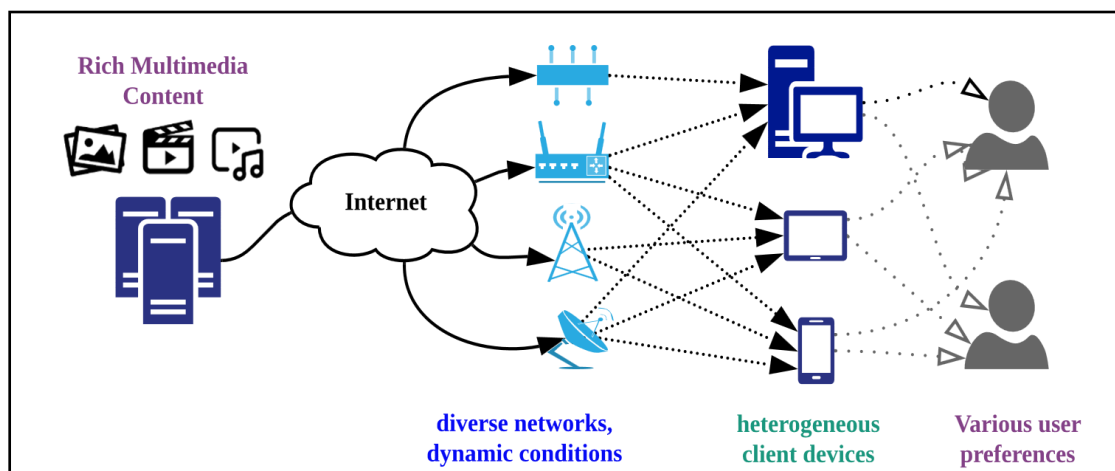 Rich Multimedia
Content
Internet
diverse networks,
dynamic conditions
heterogeneous
client devices
Various user
preferences